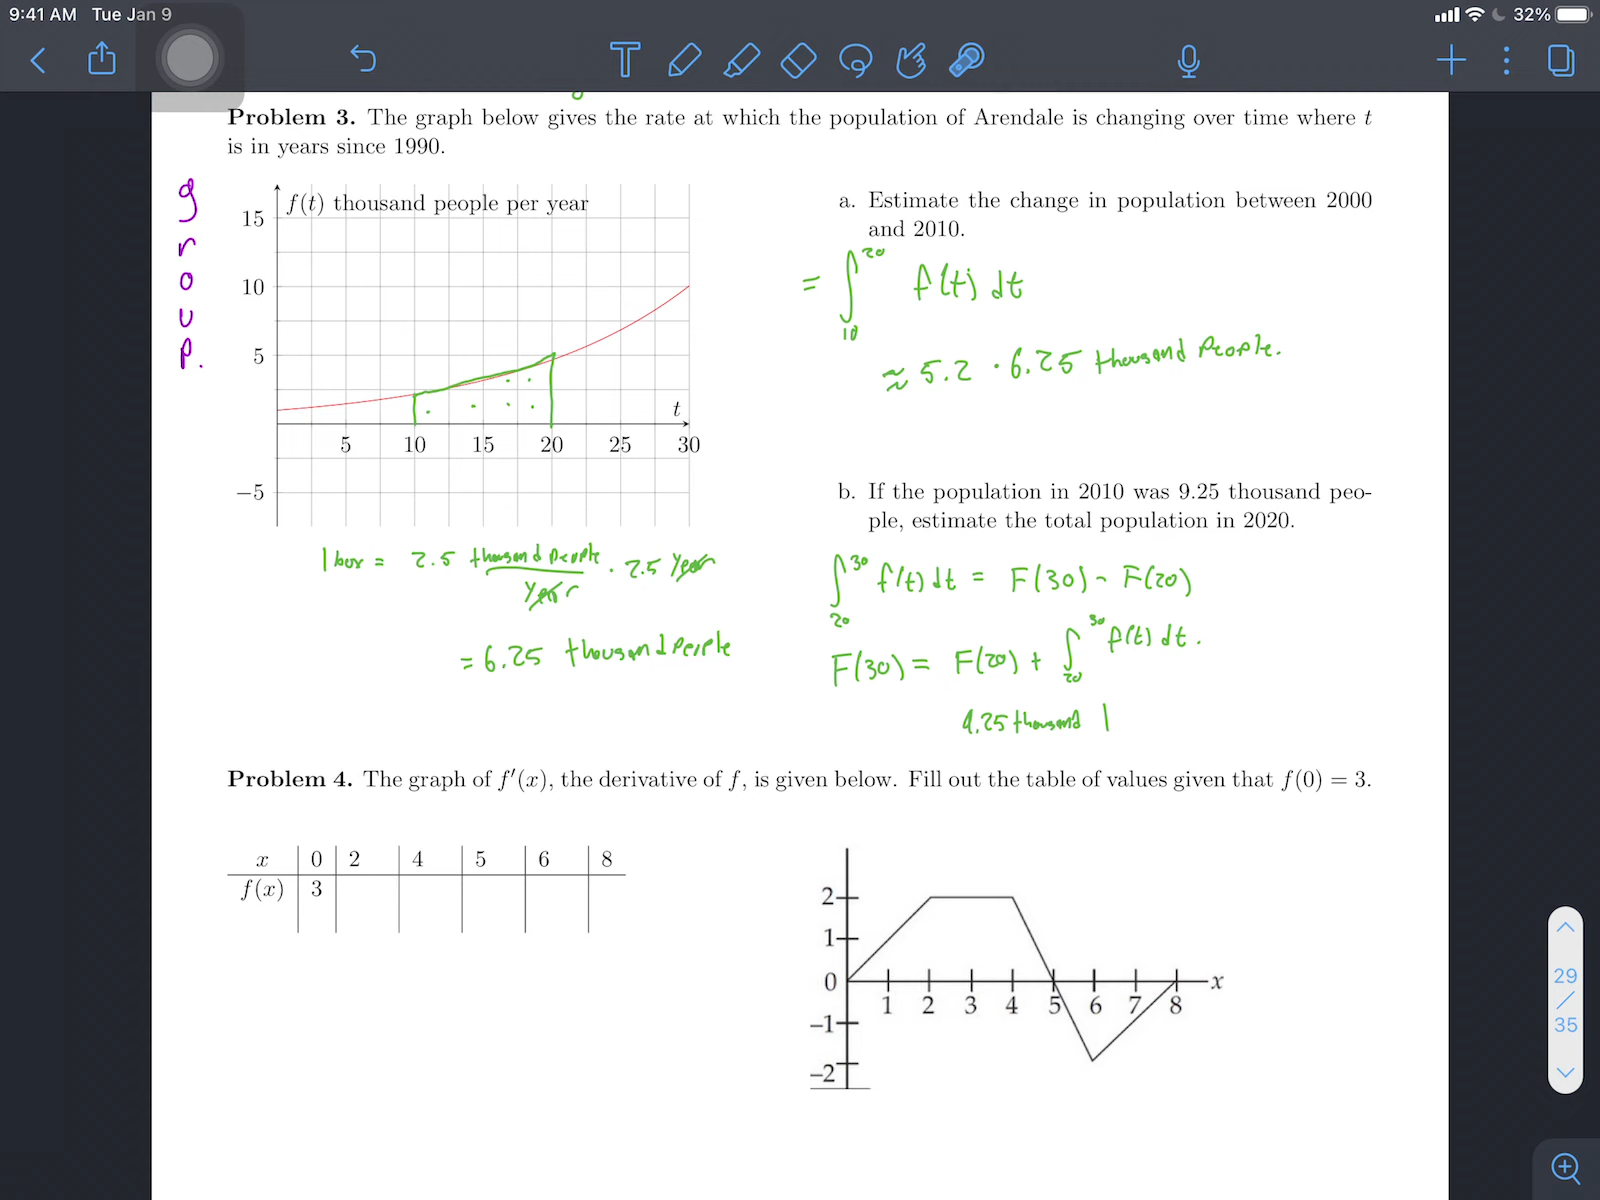 9:41 AM Tue Jan 9
32%
Problem 3. The graph below gives the rate at which the population of Arendale is changing over time where t
is in years since 1990.
group.
f(t) thousand people per year
15
10
5
−5
t
5 10 15 20 25 30
1 box = 2.5 thousand people / year · 2.5 year
= 6.25 thousand people
a. Estimate the change in population between 2000
and 2010.
= ∫₁₀²⁰ f(t) dt
≈ 5.2 · 6.25 thousand people.
b. If the population in 2010 was 9.25 thousand peo-
ple, estimate the total population in 2020.
∫₂₀³⁰ f(t) dt = F(30) - F(20)
F(30) = F(20) + ∫₂₀³⁰ f(t) dt.
9.25 thousand
Problem 4. The graph of f′(x), the derivative of f, is given below. Fill out the table of values given that f(0) = 3.
x 0 2 4 5 6 8
f(x) 3
2
1
0
−1
−2
1 2 3 4 5 6 7 8
x
29
/
35